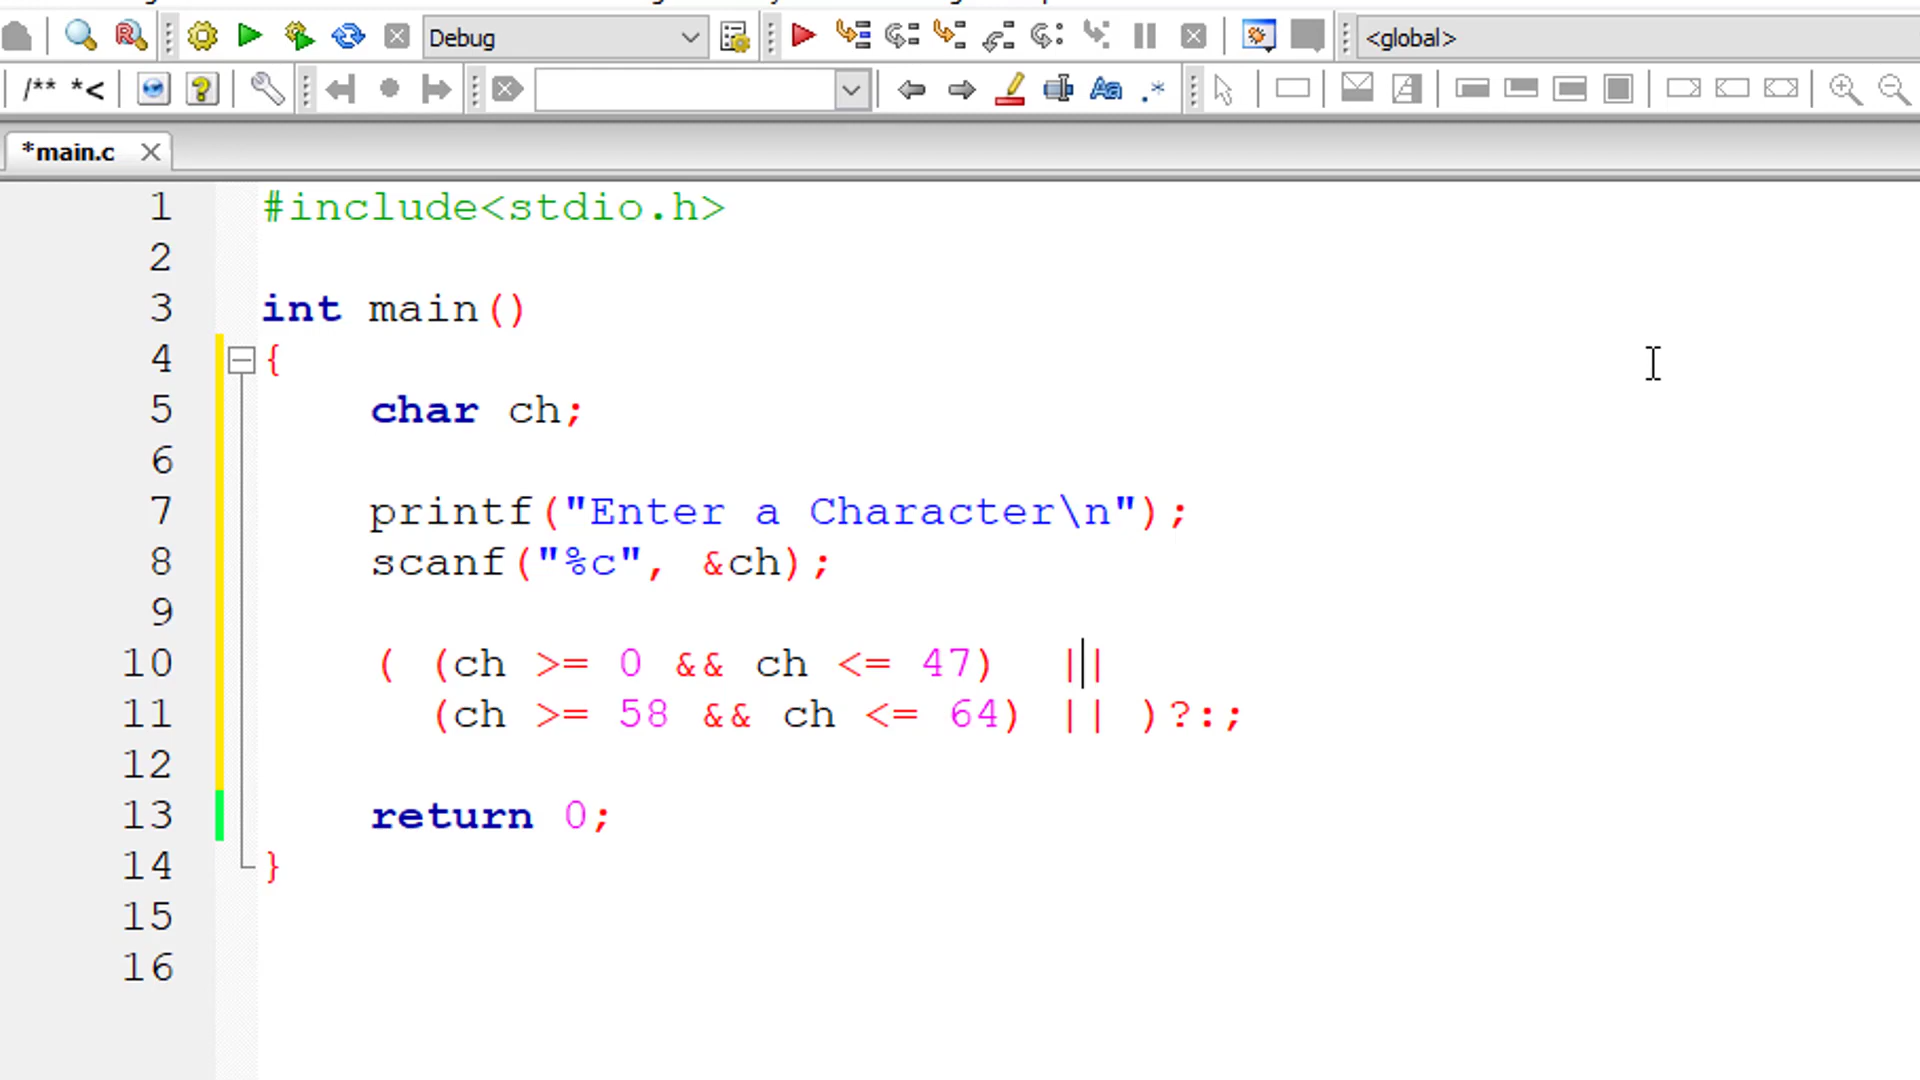 Debug
<global>
/** *<
Aa
.*
*main.c
1 #include<stdio.h>
2
3 int main()
4 {
5 char ch;
6
7 printf("Enter a Character\n");
8 scanf("%c", &ch);
9
10 ( (ch >= 0 && ch <= 47) ||
11 (ch >= 58 && ch <= 64) || )?:;
12
13 return 0;
14 }
15
16